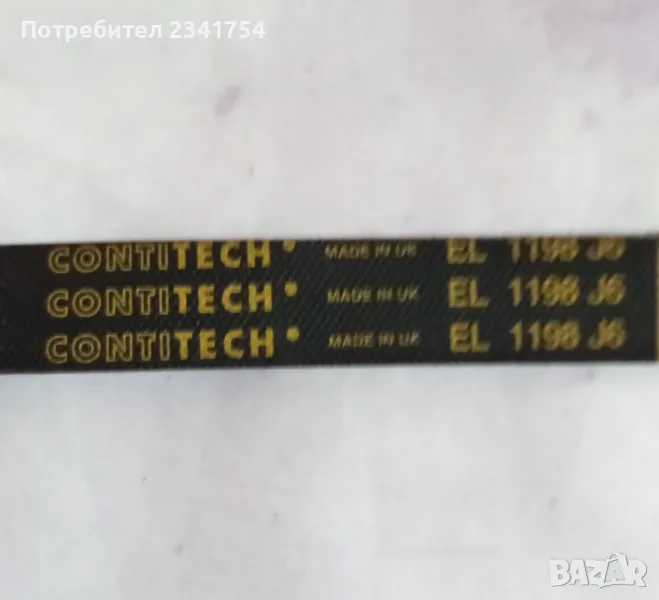 Потребител 2341754
CONTITECH MADE IN UK EL 1198 J6
CONTITECH MADE IN UK EL 1198 J6
CONTITECH MADE IN UK EL 1198 J6
BAZAR